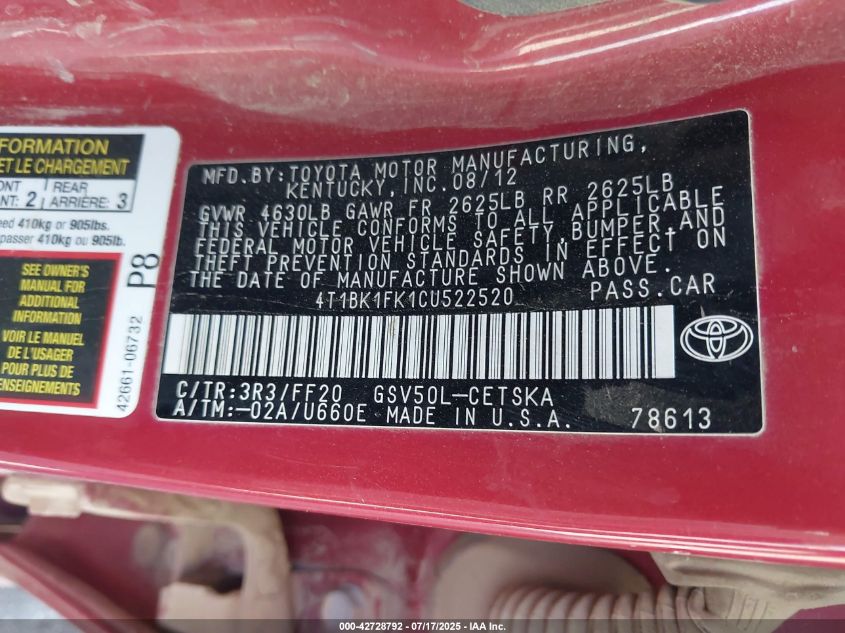 FORMATION
ET LE CHARGEMENT
ONT 2 REAR
ANT: ARRIÈRE: 3
eed 410kg or 905lbs.
passer 410kg ou 905lb.
SEE OWNER'S
MANUAL FOR
ADDITIONAL
VOIR LE MANUEL
DE L'USAGER
POUR PLUS DE
42661-06732 P8
MFD.BY:TOYOTA MOTOR MANUFACTURING,
KENTUCKY, INC. 08/12
GVWR 4630LB GAWR FR 2625LB RR 2625LB
THIS VEHICLE CONFORMS TO ALL APPLICABLE
FEDERAL MOTOR VEHICLE SAFETY, BUMPER, AND
THEFT PREVENTION STANDARDS IN EFFECT ON
THE DATE OF MANUFACTURE SHOWN ABOVE.
4T1BK1FK1CU522520 PASS.CAR
C/TR:3R3/FF20 GSV50L-CETSKA
A/TM:-02A/U660E MADE IN U.S.A. 78613
000-42728792 - 07/17/2025 - IAA Inc.